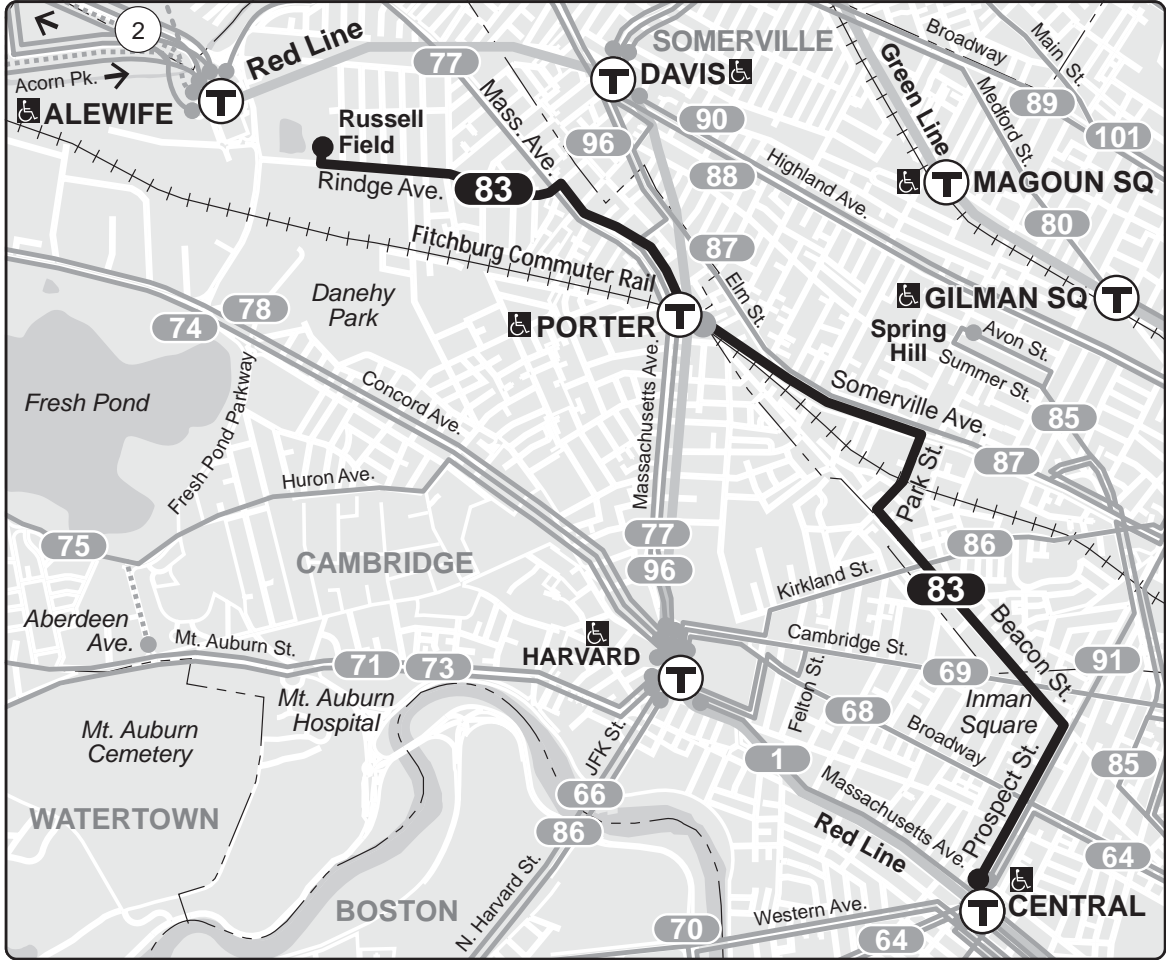 2
Acorn Pk.
ALEWIFE
T
Red Line
77
SOMERVILLE
T
DAVIS
Broadway
Main St.
Green Line
Medford St.
89
101
Russell
Field
Rindge Ave.
83
Mass. Ave.
96
90
88
Highland Ave.
T
MAGOUN SQ
80
Fitchburg Commuter Rail
87
Elm St.
GILMAN SQ
T
Danehy
Park
78
74
PORTER
T
Spring
Hill
Avon St.
Summer St.
Fresh Pond
Fresh Pond Parkway
Concord Ave.
Massachusetts Ave.
Somerville Ave.
85
87
Park St.
Huron Ave.
75
CAMBRIDGE
77
96
86
Kirkland St.
83
Beacon St.
Aberdeen
Ave.
Mt. Auburn St.
71
73
HARVARD
T
Cambridge St.
69
91
Felton St.
68
Inman
Square
Mt. Auburn
Hospital
Mt. Auburn
Cemetery
JFK St.
Broadway
1
85
Prospect St.
66
Massachusetts Ave.
WATERTOWN
86
Red Line
64
BOSTON
N. Harvard St.
CENTRAL
T
Western Ave.
70
64